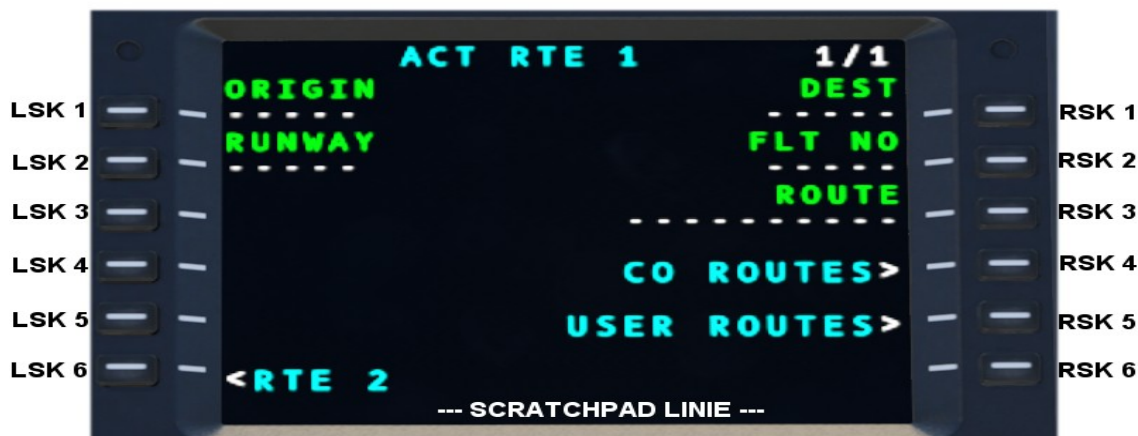 ACT RTE 1 1/1
ORIGIN DEST
LSK 1 ----- ----- RSK 1
RUNWAY FLT NO
LSK 2 ----- ----- RSK 2
ROUTE
LSK 3 ---------- RSK 3
LSK 4 CO ROUTES> RSK 4
LSK 5 USER ROUTES> RSK 5
LSK 6 <RTE 2 RSK 6
--- SCRATCHPAD LINIE ---